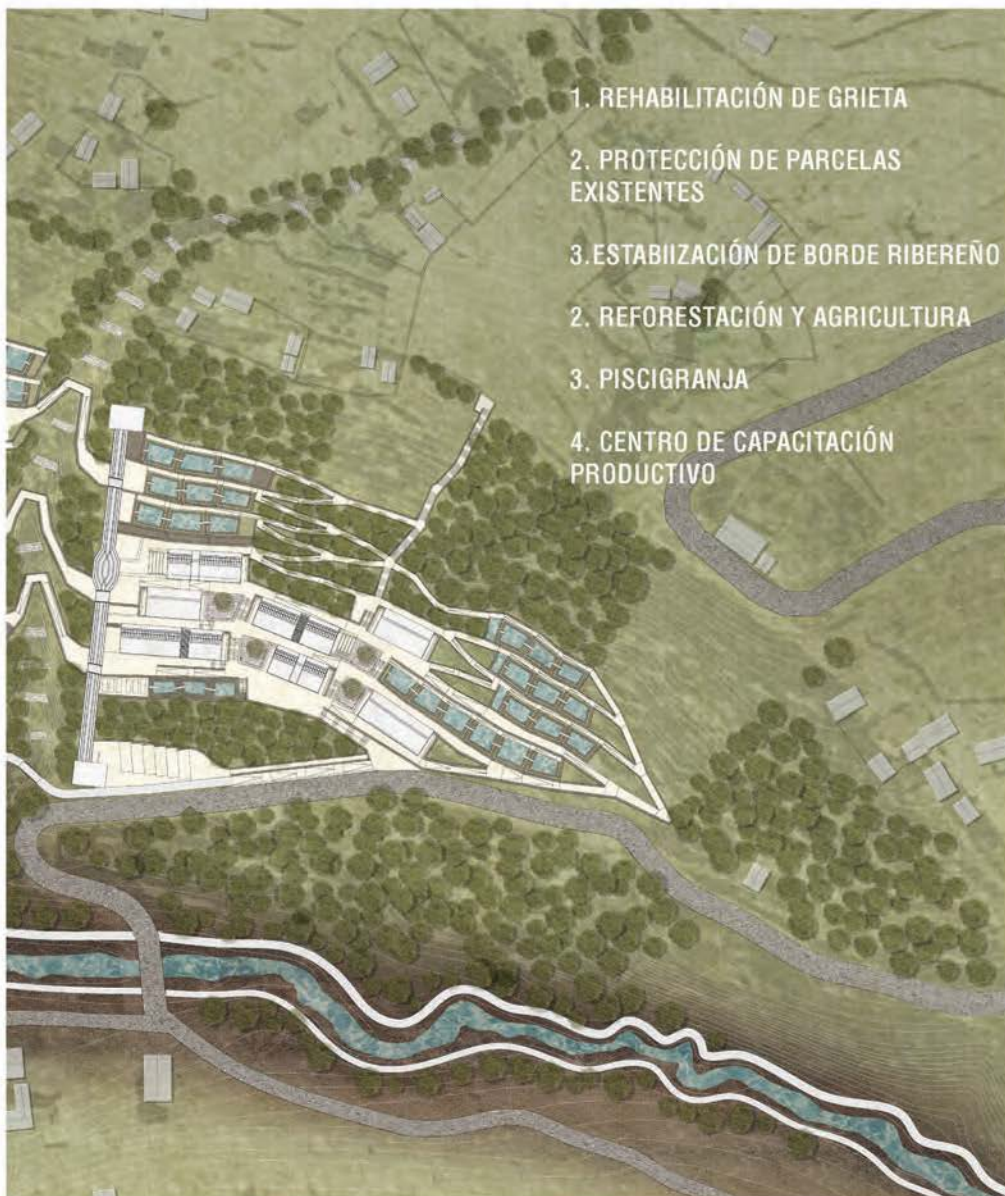 1. REHABILITACIÓN DE GRIETA
2. PROTECCIÓN DE PARCELAS
EXISTENTES
3.ESTABIIZACIÓN DE BORDE RIBEREÑO
2. REFORESTACIÓN Y AGRICULTURA
3. PISCIGRANJA
4. CENTRO DE CAPACITACIÓN
PRODUCTIVO